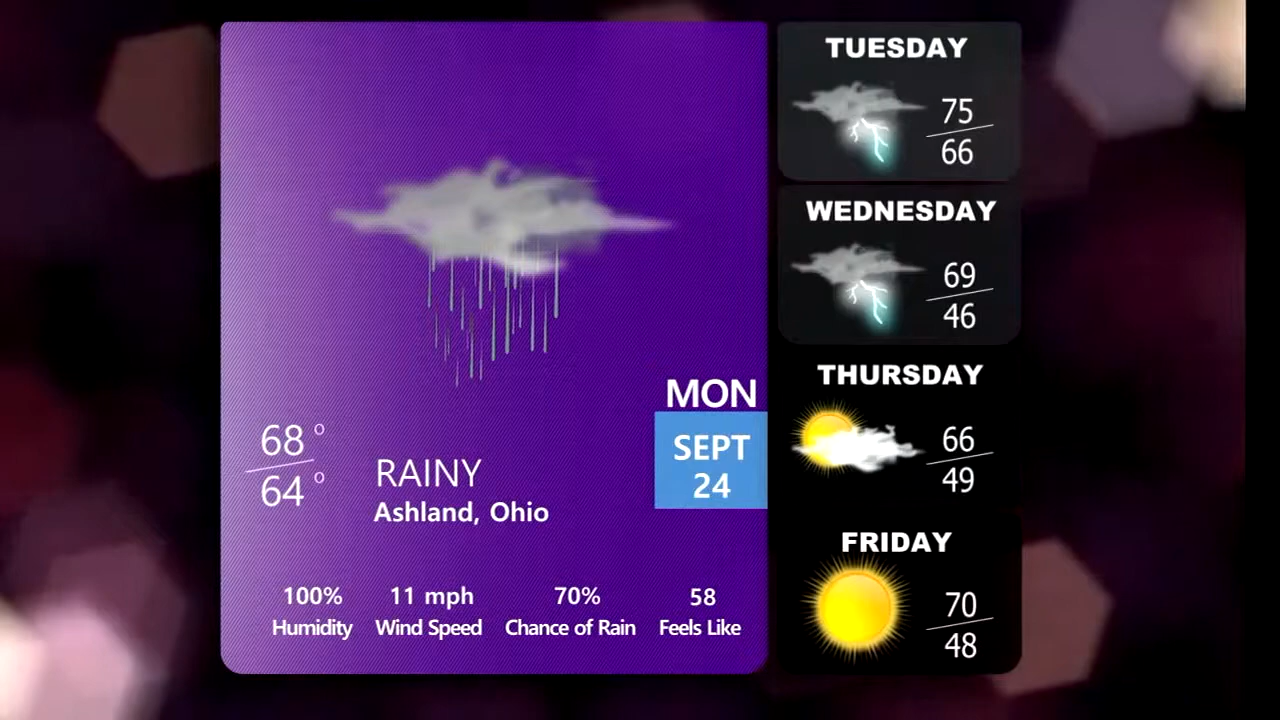 MON
SEPT
24
68°
64°
RAINY
Ashland, Ohio
100% 11 mph 70% 58
Humidity Wind Speed Chance of Rain Feels Like
TUESDAY
75
66
WEDNESDAY
69
46
THURSDAY
66
49
FRIDAY
70
48